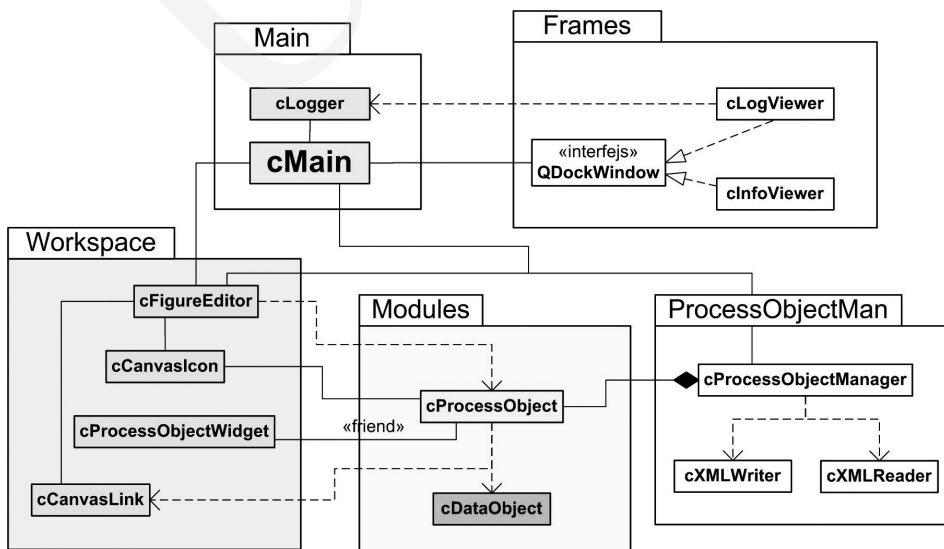 Main
Frames
cLogger
cLogViewer
cMain
«interfejs»
QDockWindow
cInfoViewer
Workspace
cFigureEditor
Modules
ProcessObjectMan
cCanvasIcon
cProcessObject
cProcessObjectManager
cProcessObjectWidget
«friend»
cXMLWriter
cXMLReader
cCanvasLink
cDataObject